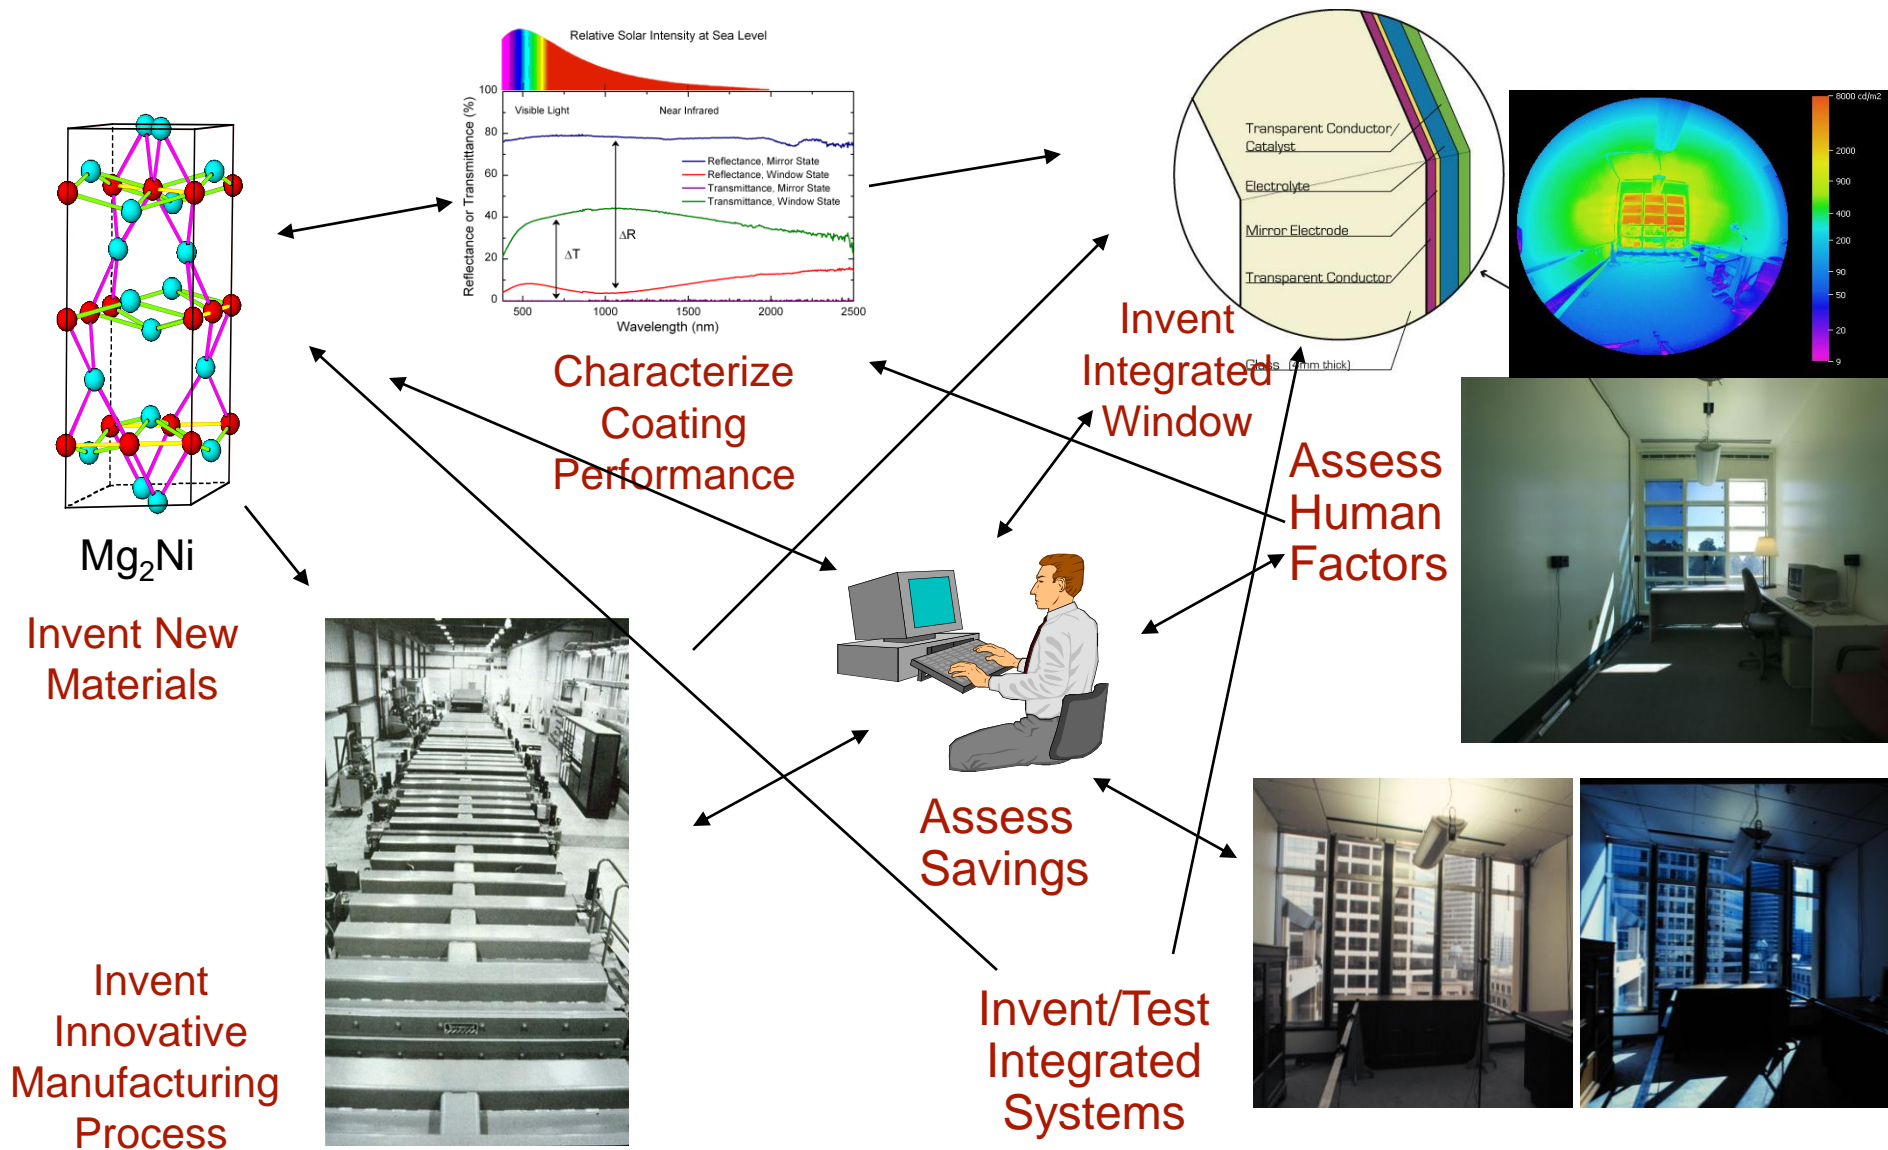 Relative Solar Intensity at Sea Level
Reflectance or Transmittance (%)
100
80
60
40
20
0
Visible Light
Near Infrared
Reflectance, Mirror State
Reflectance, Window State
Transmittance, Mirror State
Transmittance, Window State
ΔT
ΔR
500
1000
1500
2000
2500
Wavelength (nm)
Characterize
Coating
Performance
Mg₂Ni
Invent New
Materials
Transparent Conductor/
Catalyst
Electrolyte
Mirror Electrode
Transparent Conductor
Glass (4mm thick)
Invent
Integrated
Window
8000 cd/m2
2000
900
400
200
90
50
20
9
Assess
Human
Factors
Assess
Savings
Invent
Innovative
Manufacturing
Process
Invent/Test
Integrated
Systems